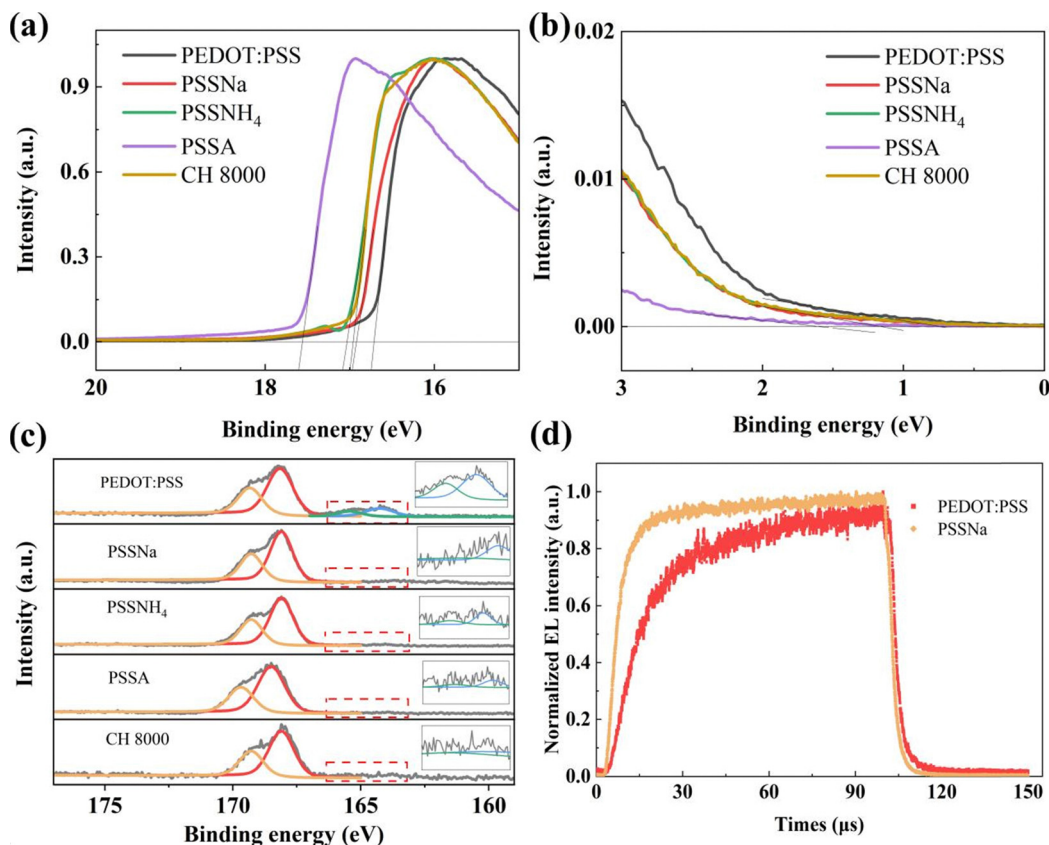 (a)
PEDOT:PSS
PSSNa
PSSNH₄
PSSA
CH 8000
Intensity (a.u.)
0.9
0.6
0.3
0.0
20
18
16
Binding energy (eV)
(b)
PEDOT:PSS
PSSNa
PSSNH₄
PSSA
CH 8000
Intensity (a.u.)
0.02
0.01
0.00
3
2
1
0
Binding energy (eV)
(c)
PEDOT:PSS
PSSNa
PSSNH₄
PSSA
CH 8000
Intensity (a.u.)
175
170
165
160
Binding energy (eV)
(d)
PEDOT:PSS
PSSNa
Normalized EL intensity (a.u.)
1.0
0.8
0.6
0.4
0.2
0.0
0
30
60
90
120
150
Times (μs)